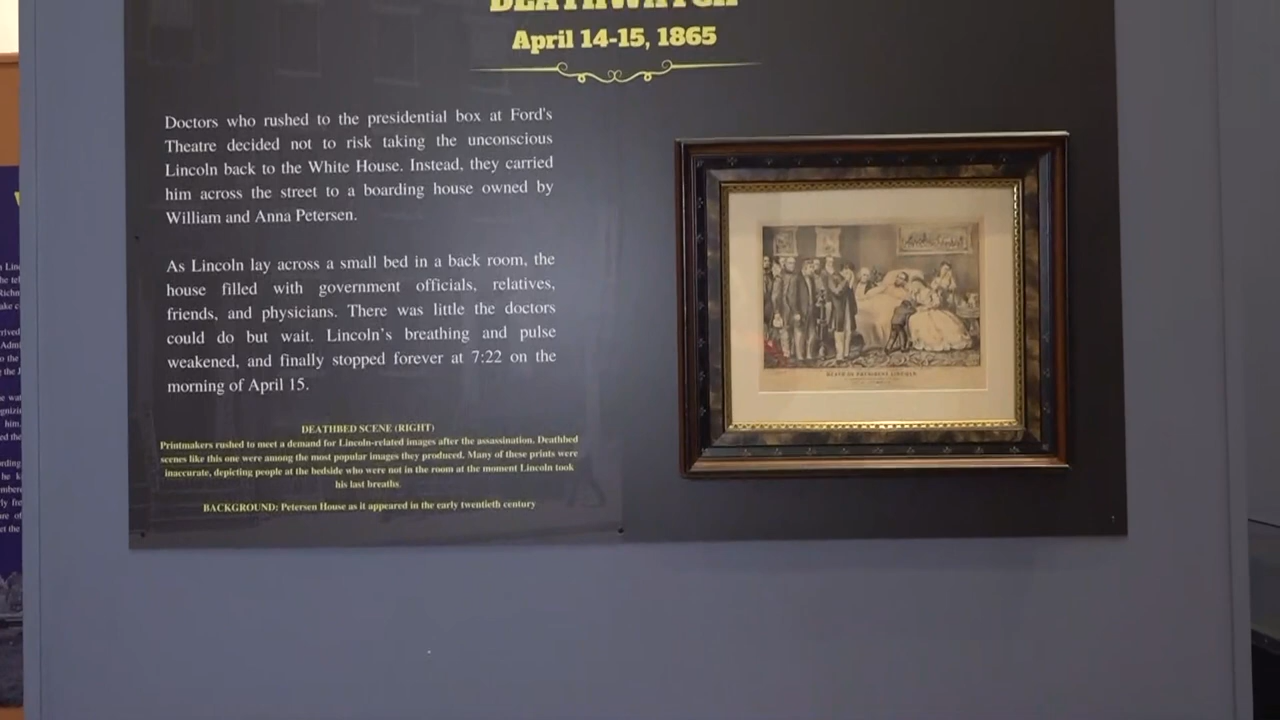 DEATHWATCH
April 14-15, 1865
Doctors who rushed to the presidential box at Ford's
Theatre decided not to risk taking the unconscious
Lincoln back to the White House. Instead, they carried
him across the street to a boarding house owned by
William and Anna Petersen.
As Lincoln lay across a small bed in a back room, the
house filled with government officials, relatives,
friends, and physicians. There was little the doctors
could do but wait. Lincoln's breathing and pulse
weakened, and finally stopped forever at 7:22 on the
morning of April 15.
DEATHBED SCENE (RIGHT)
Printmakers rushed to meet a demand for Lincoln-related images after the assassination. Deathbed
scenes like this one were among the most popular images they produced. Many of these prints were
inaccurate, depicting people at the bedside who were not in the room at the moment Lincoln took
his last breaths.
BACKGROUND: Petersen House as it appeared in the early twentieth century
DEATH OF PRESIDENT LINCOLN